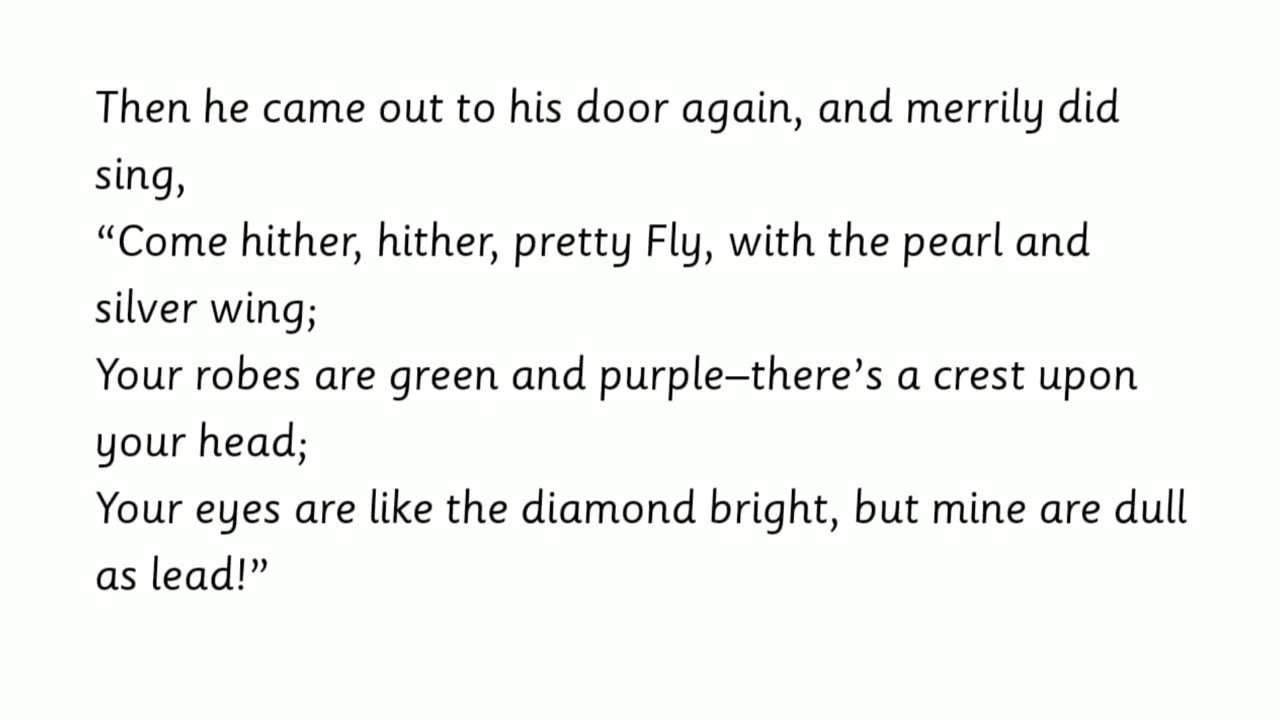 Then he came out to his door again, and merrily did
sing,
“Come hither, hither, pretty Fly, with the pearl and
silver wing;
Your robes are green and purple–there’s a crest upon
your head;
Your eyes are like the diamond bright, but mine are dull
as lead!”